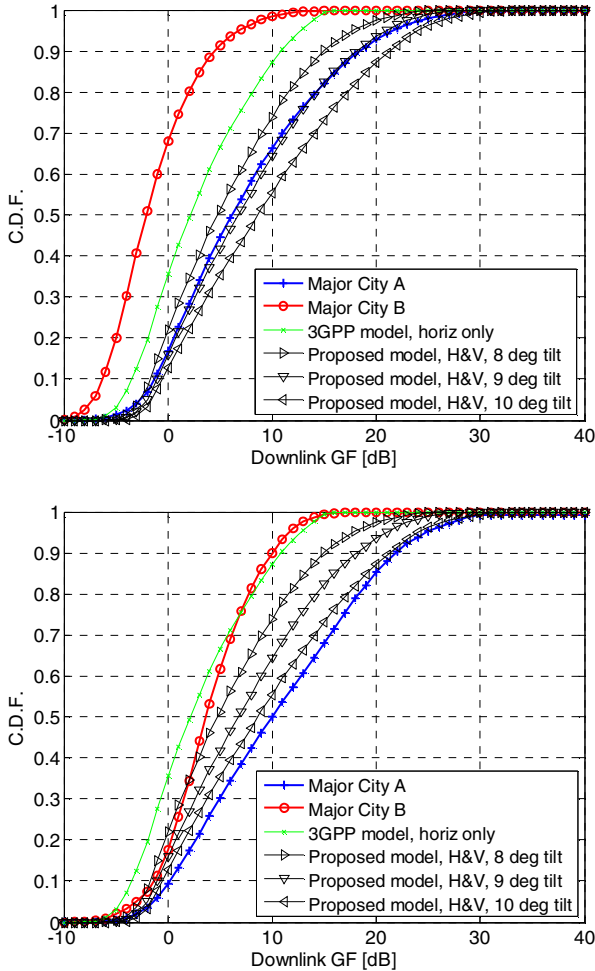 1
0.9
0.8
0.7
0.6
0.5
0.4
0.3
0.2
0.1
0
C.D.F.
Major City A
Major City B
3GPP model, horiz only
Proposed model, H&V, 8 deg tilt
Proposed model, H&V, 9 deg tilt
Proposed model, H&V, 10 deg tilt
-10 0 10 20 30 40
Downlink GF [dB]
1
0.9
0.8
0.7
0.6
0.5
0.4
0.3
0.2
0.1
0
C.D.F.
Major City A
Major City B
3GPP model, horiz only
Proposed model, H&V, 8 deg tilt
Proposed model, H&V, 9 deg tilt
Proposed model, H&V, 10 deg tilt
-10 0 10 20 30 40
Downlink GF [dB]